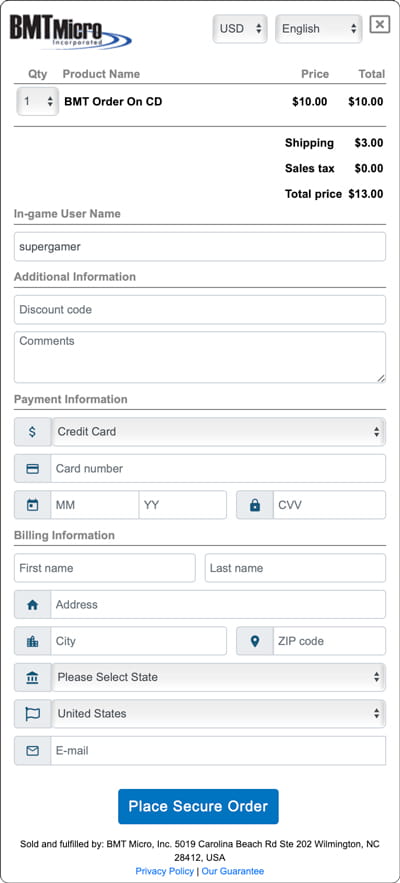 BMTMicro
Incorporated
USD English
Qty Product Name Price Total
1 BMT Order On CD $10.00 $10.00
Shipping $3.00
Sales tax $0.00
Total price $13.00
In-game User Name
supergamer
Additional Information
Discount code
Comments
Payment Information
$ Credit Card
Card number
MM YY CVV
Billing Information
First name Last name
Address
City ZIP code
Please Select State
United States
E-mail
Place Secure Order
Sold and fulfilled by: BMT Micro, Inc. 5019 Carolina Beach Rd Ste 202 Wilmington, NC
28412, USA
Privacy Policy | Our Guarantee